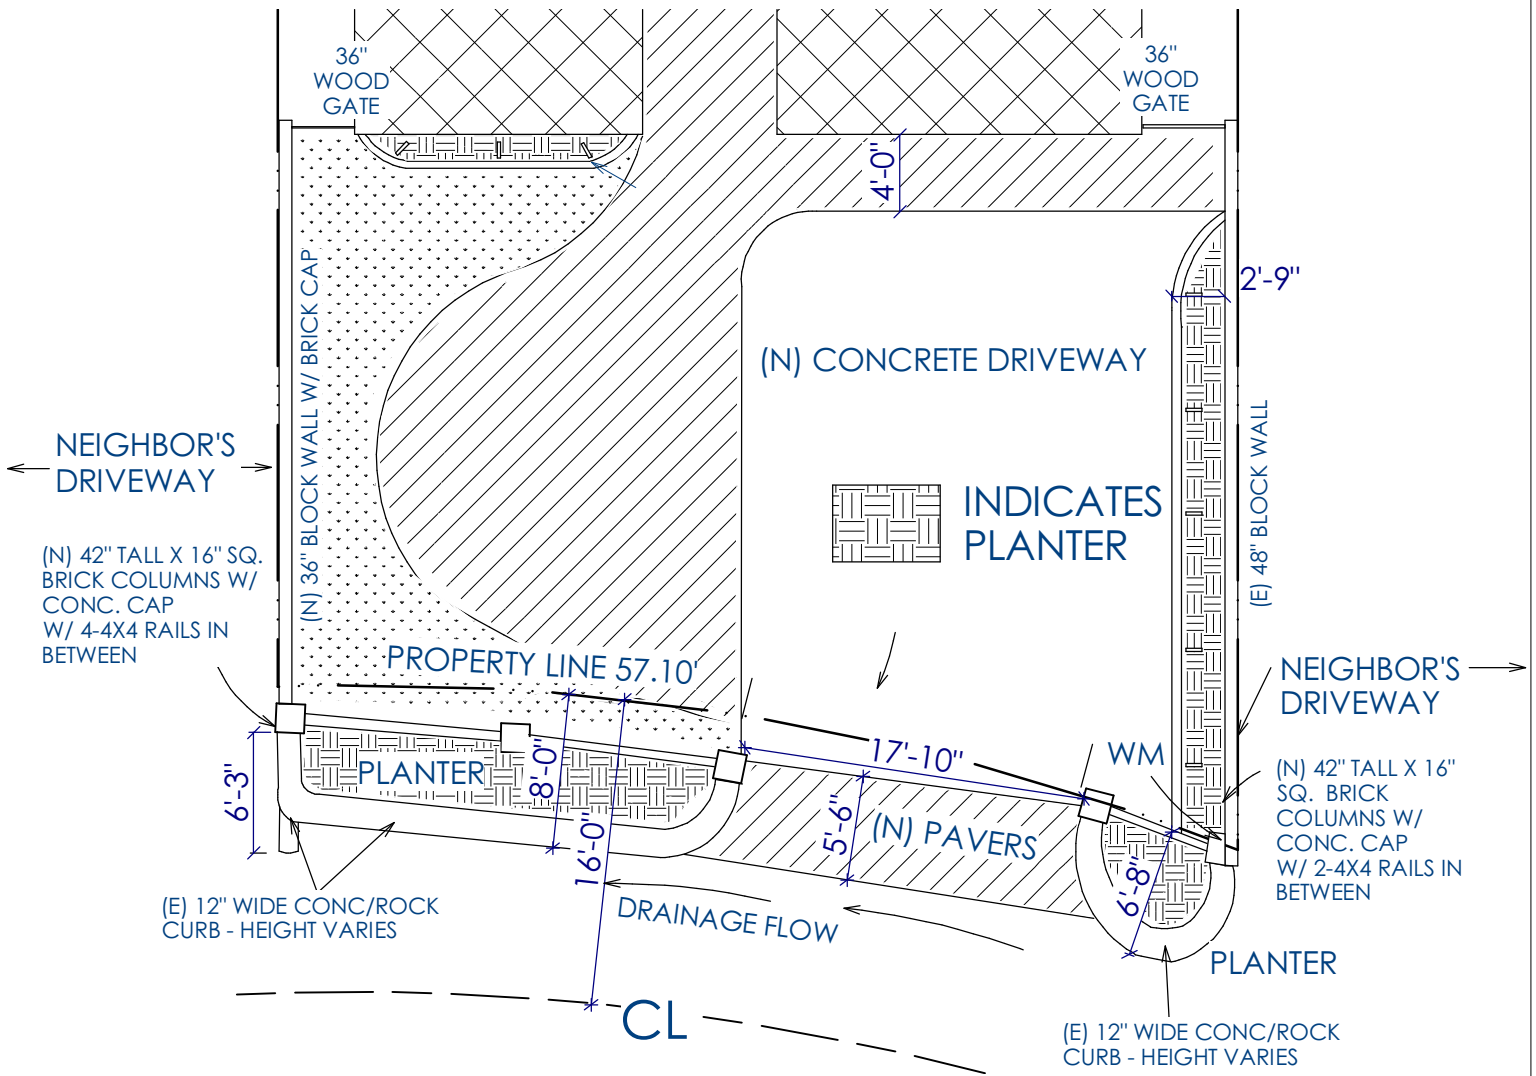 36"
WOOD
GATE
36"
WOOD
GATE
4'-0"
2'-9"
(N) 36" BLOCK WALL W/ BRICK CAP
(N) CONCRETE DRIVEWAY
NEIGHBOR'S
DRIVEWAY
INDICATES
PLANTER
(E) 48" BLOCK WALL
(N) 42" TALL X 16" SQ.
BRICK COLUMNS W/
CONC. CAP
W/ 4-4X4 RAILS IN
BETWEEN
PROPERTY LINE 57.10'
NEIGHBOR'S
DRIVEWAY
17'-10"
WM
PLANTER
8'-0"
6'-3"
16'-0"
5'-6"
(N) PAVERS
(N) 42" TALL X 16"
SQ. BRICK
COLUMNS W/
CONC. CAP
W/ 2-4X4 RAILS IN
BETWEEN
6'-8"
(E) 12" WIDE CONC/ROCK
CURB - HEIGHT VARIES
DRAINAGE FLOW
PLANTER
CL
(E) 12" WIDE CONC/ROCK
CURB - HEIGHT VARIES